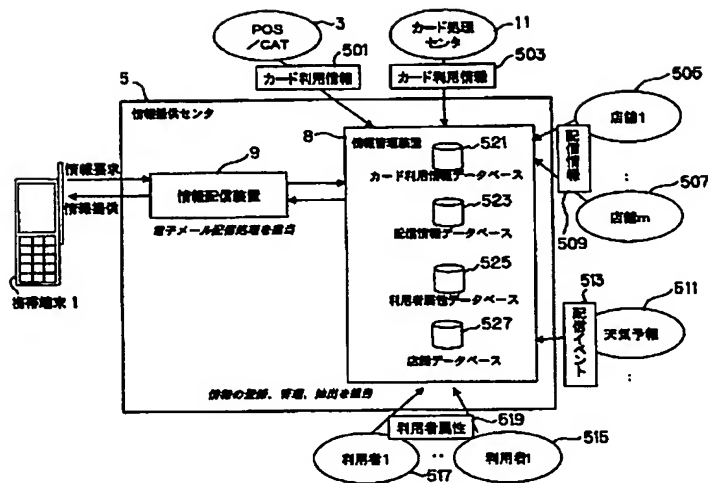 3
POS
/CAT
501
カード利用情報
11
カード処理
センタ
503
カード利用情報
5
情報提供センタ
505
店舗1
配信情報
509
⋮
507
店舗m
8
情報管理装置
521
カード利用情報データベース
523
配信情報データベース
525
利用者属性データベース
527
店舗データベース
9
情報配信装置
電子メール配信処理を担当
情報要求
情報提供
携帯端末1
513
配信イベント
511
天気予報
⋮
情報の登録、管理、抽出を担当
519
利用者属性
利用者1
517
‥
利用者l
515